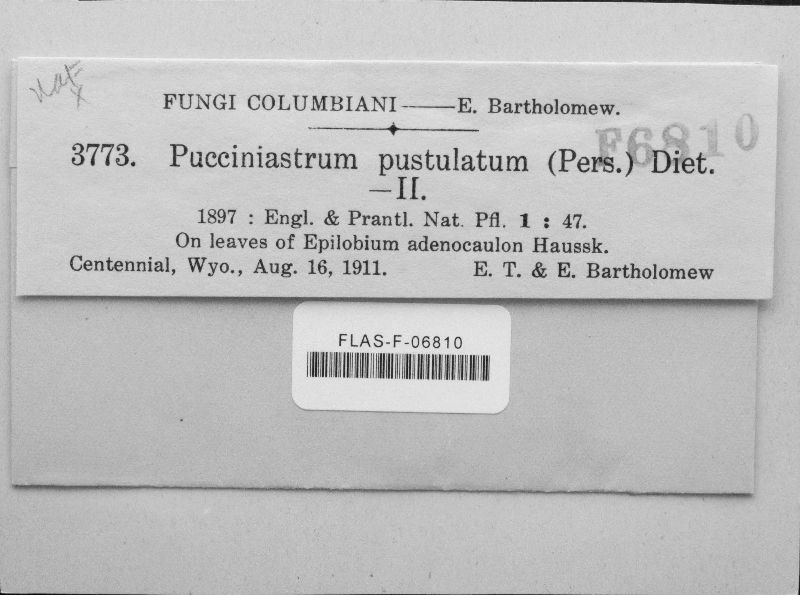 Nat
x
FUNGI COLUMBIANI——E. Bartholomew.
F6810
3773. Pucciniastrum pustulatum (Pers.) Diet.
—II.
1897 : Engl. & Prantl. Nat. Pfl. 1 : 47.
On leaves of Epilobium adenocaulon Haussk.
Centennial, Wyo., Aug. 16, 1911. E. T. & E. Bartholomew
FLAS-F-06810